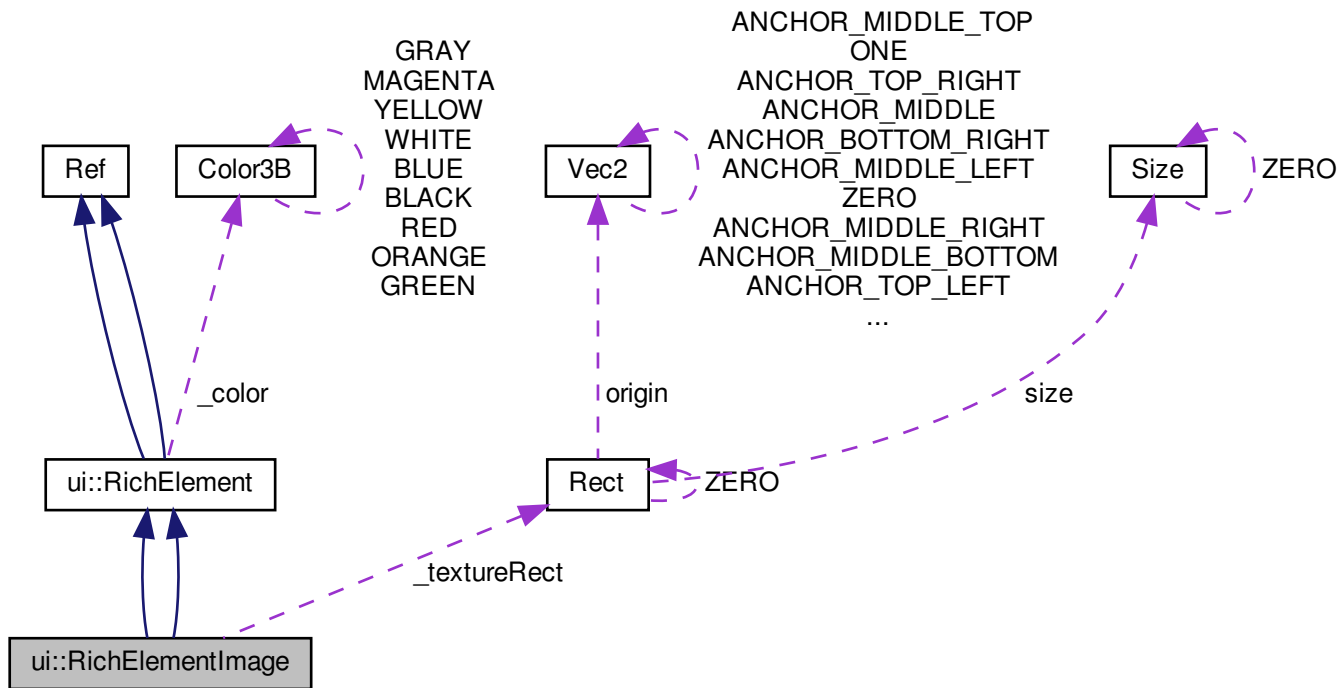 GRAY
MAGENTA
YELLOW
WHITE
BLUE
BLACK
RED
ORANGE
GREEN
ANCHOR_MIDDLE_TOP
ONE
ANCHOR_TOP_RIGHT
ANCHOR_MIDDLE
ANCHOR_BOTTOM_RIGHT
ANCHOR_MIDDLE_LEFT
ZERO
ANCHOR_MIDDLE_RIGHT
ANCHOR_MIDDLE_BOTTOM
ANCHOR_TOP_LEFT
...
Ref
Color3B
Vec2
Size
ZERO
_color
origin
size
ui::RichElement
Rect
ZERO
_textureRect
ui::RichElementImage